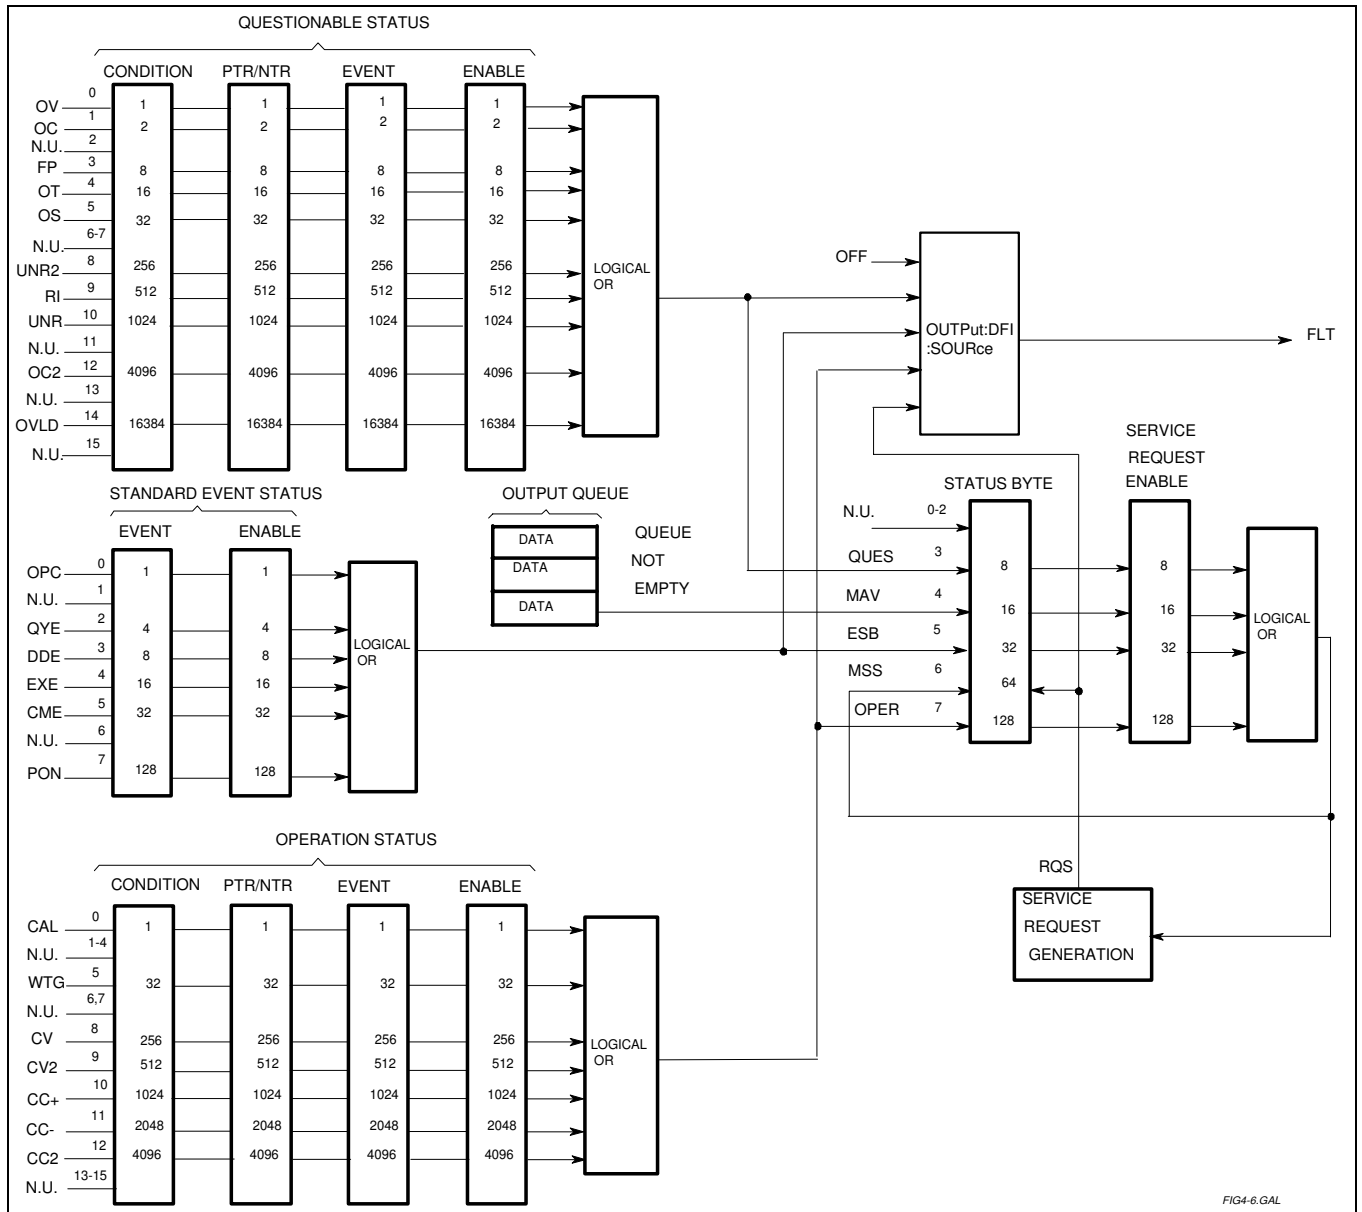 QUESTIONABLE STATUS
CONDITION PTR/NTR EVENT ENABLE
OV 0 1 1 1 1
OC 1 2 2 2 2
N.U. 2
FP 3 8 8 8 8
OT 4 16 16 16 16
OS 5 32 32 32 32
N.U. 6-7
UNR2 8 256 256 256 256
RI 9 512 512 512 512
UNR 10 1024 1024 1024 1024
N.U. 11
OC2 12 4096 4096 4096 4096
N.U. 13
OVLD 14 16384 16384 16384 16384
N.U. 15
LOGICAL
OR
OFF
OUTPut:DFI
:SOURce
FLT
STANDARD EVENT STATUS
EVENT ENABLE
OPC 0 1 1
N.U. 1
QYE 2 4 4
DDE 3 8 8
EXE 4 16 16
CME 5 32 32
N.U. 6
PON 7 128 128
LOGICAL
OR
OUTPUT QUEUE
DATA
DATA
DATA
QUEUE
NOT
EMPTY
STATUS BYTE
SERVICE
REQUEST
ENABLE
N.U. 0-2
QUES 3 8 8
MAV 4 16 16
ESB 5 32 32
MSS 6 64
OPER 7 128 128
LOGICAL
OR
RQS
SERVICE
REQUEST
GENERATION
OPERATION STATUS
CONDITION PTR/NTR EVENT ENABLE
CAL 0 1 1 1 1
N.U. 1-4
WTG 5 32 32 32 32
N.U. 6,7
CV 8 256 256 256 256
CV2 9 512 512 512 512
CC+ 10 1024 1024 1024 1024
CC- 11 2048 2048 2048 2048
CC2 12 4096 4096 4096 4096
N.U. 13-15
LOGICAL
OR
FIG4-6.GAL